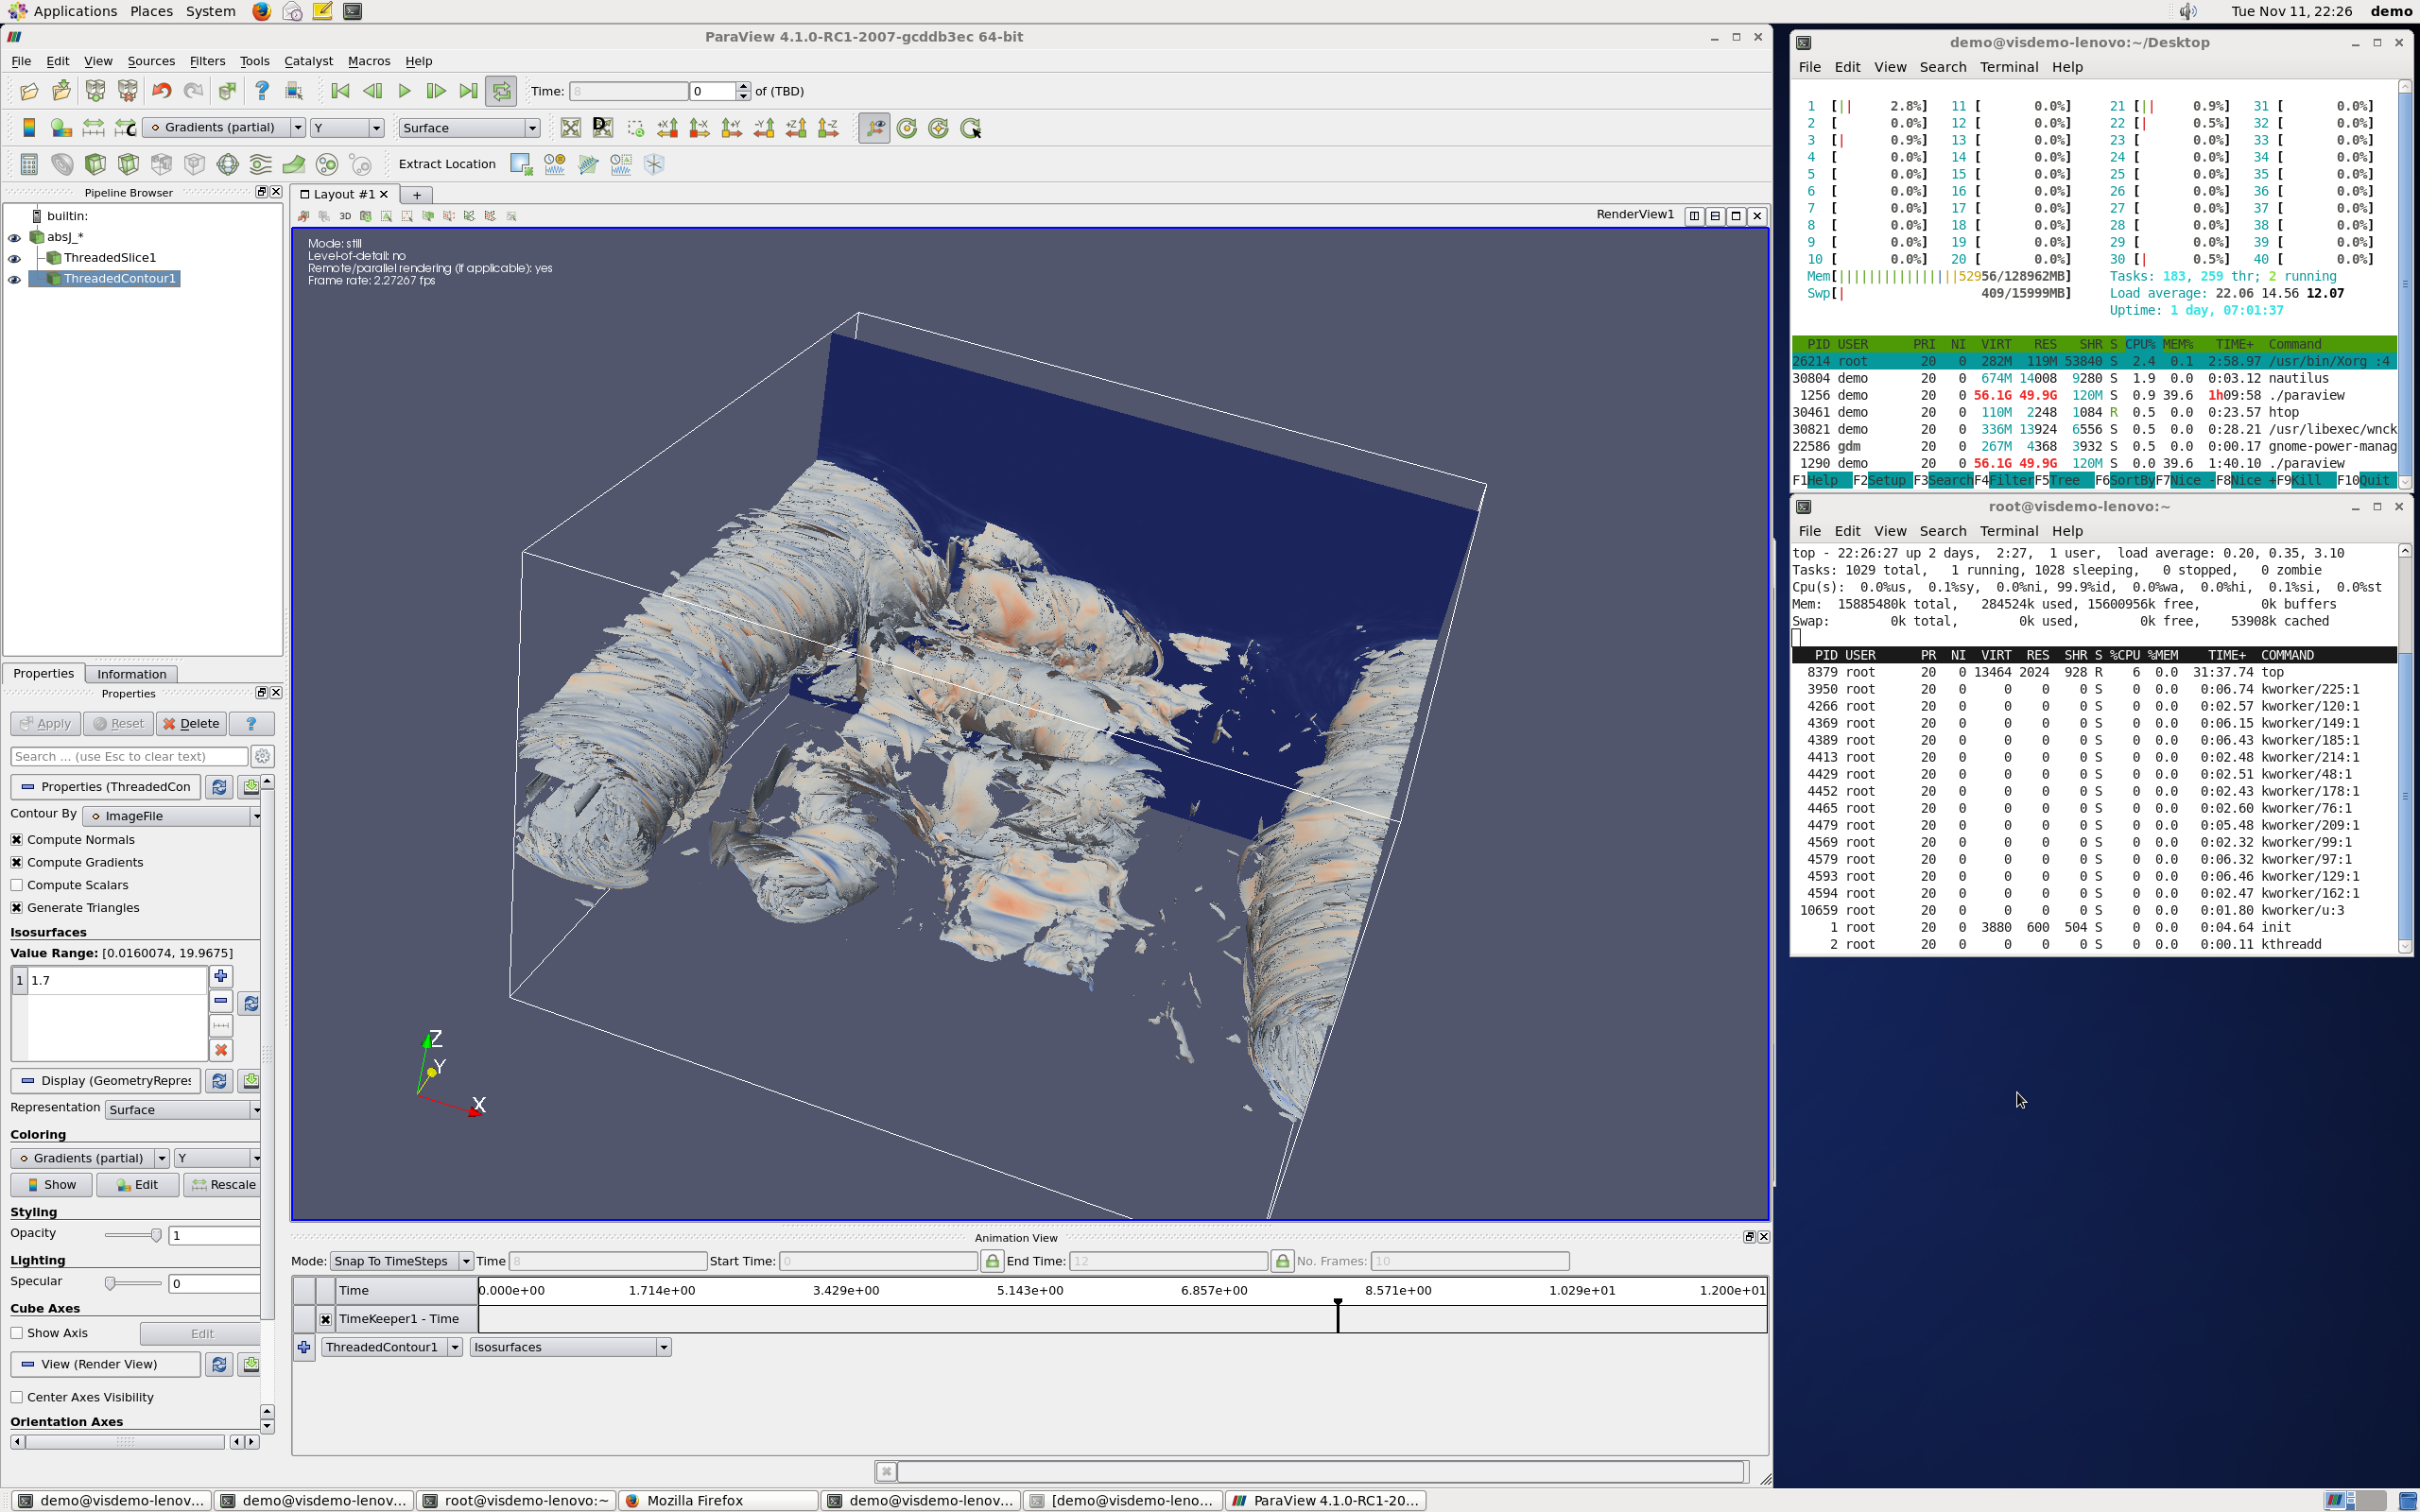 Applications Places System Tue Nov 11, 22:26 demo
ParaView 4.1.0-RC1-2007-gcddb3ec 64-bit
File Edit View Sources Filters Tools Catalyst Macros Help
Time: 8 0 of (TBD)
Gradients (partial) Y Surface
+X -X +Y -Y +Z -Z
Extract Location
Pipeline Browser
builtin:
absJ_*
ThreadedSlice1
ThreadedContour1
Properties Information
Properties
Apply Reset Delete ?
Search ... (use Esc to clear text)
Properties (ThreadedCon
Contour By ImageFile
Compute Normals
Compute Gradients
Compute Scalars
Generate Triangles
Isosurfaces
Value Range: [0.0160074, 19.9675]
1 1.7
Display (GeometryRepres
Representation Surface
Coloring
Gradients (partial) Y
Show Edit Rescale
Styling
Opacity 1
Lighting
Specular 0
Cube Axes
Show Axis Edit
View (Render View)
Center Axes Visibility
Orientation Axes
Layout #1
3D RenderView1
Mode: still
Level-of-detail: no
Remote/parallel rendering (if applicable): yes
Frame rate: 2.27267 fps
Z
Y
X
Animation View
Mode: Snap To TimeSteps Time 8 Start Time: 0 End Time: 12 No. Frames: 10
Time 0.000e+00 1.714e+00 3.429e+00 5.143e+00 6.857e+00 8.571e+00 1.029e+01 1.200e+01
TimeKeeper1 - Time
ThreadedContour1 Isosurfaces
demo@visdemo-lenovo:~/Desktop
File Edit View Search Terminal Help
1 [|| 2.8%] 11 [ 0.0%] 21 [|| 0.9%] 31 [ 0.0%]
2 [ 0.0%] 12 [ 0.0%] 22 [| 0.5%] 32 [ 0.0%]
3 [| 0.9%] 13 [ 0.0%] 23 [ 0.0%] 33 [ 0.0%]
4 [ 0.0%] 14 [ 0.0%] 24 [ 0.0%] 34 [ 0.0%]
5 [ 0.0%] 15 [ 0.0%] 25 [ 0.0%] 35 [ 0.0%]
6 [ 0.0%] 16 [ 0.0%] 26 [ 0.0%] 36 [ 0.0%]
7 [ 0.0%] 17 [ 0.0%] 27 [ 0.0%] 37 [ 0.0%]
8 [ 0.0%] 18 [ 0.0%] 28 [ 0.0%] 38 [ 0.0%]
9 [ 0.0%] 19 [ 0.0%] 29 [ 0.0%] 39 [ 0.0%]
10 [ 0.0%] 20 [ 0.0%] 30 [| 0.5%] 40 [ 0.0%]
Mem[||||||||||||||||52956/128962MB] Tasks: 183, 259 thr; 2 running
Swp[| 409/15999MB] Load average: 22.06 14.56 12.07
Uptime: 1 day, 07:01:37
PID USER PRI NI VIRT RES SHR S CPU% MEM% TIME+ Command
26214 root 20 0 282M 119M 53840 S 2.4 0.1 2:58.97 /usr/bin/Xorg :4
30804 demo 20 0 674M 14008 9280 S 1.9 0.0 0:03.12 nautilus
1256 demo 20 0 56.1G 49.9G 120M S 0.9 39.6 1h09:58 ./paraview
30461 demo 20 0 110M 2248 1084 R 0.5 0.0 0:23.57 htop
30821 demo 20 0 336M 13924 6556 S 0.5 0.0 0:28.21 /usr/libexec/wnck
22586 gdm 20 0 267M 4368 3932 S 0.5 0.0 0:00.17 gnome-power-manag
1290 demo 20 0 56.1G 49.9G 120M S 0.0 39.6 1:40.10 ./paraview
F1Help F2Setup F3SearchF4FilterF5Tree F6SortByF7Nice -F8Nice +F9Kill F10Quit
root@visdemo-lenovo:~
File Edit View Search Terminal Help
top - 22:26:27 up 2 days, 2:27, 1 user, load average: 0.20, 0.35, 3.10
Tasks: 1029 total, 1 running, 1028 sleeping, 0 stopped, 0 zombie
Cpu(s): 0.0%us, 0.1%sy, 0.0%ni, 99.9%id, 0.0%wa, 0.0%hi, 0.1%si, 0.0%st
Mem: 15885480k total, 284524k used, 15600956k free, 0k buffers
Swap: 0k total, 0k used, 0k free, 53908k cached
PID USER PR NI VIRT RES SHR S %CPU %MEM TIME+ COMMAND
8379 root 20 0 13464 2024 928 R 6 0.0 31:37.74 top
3950 root 20 0 0 0 0 S 0 0.0 0:06.74 kworker/225:1
4266 root 20 0 0 0 0 S 0 0.0 0:02.57 kworker/120:1
4369 root 20 0 0 0 0 S 0 0.0 0:06.15 kworker/149:1
4389 root 20 0 0 0 0 S 0 0.0 0:06.43 kworker/185:1
4413 root 20 0 0 0 0 S 0 0.0 0:02.48 kworker/214:1
4429 root 20 0 0 0 0 S 0 0.0 0:02.51 kworker/48:1
4452 root 20 0 0 0 0 S 0 0.0 0:02.43 kworker/178:1
4465 root 20 0 0 0 0 S 0 0.0 0:02.60 kworker/76:1
4479 root 20 0 0 0 0 S 0 0.0 0:05.48 kworker/209:1
4569 root 20 0 0 0 0 S 0 0.0 0:02.32 kworker/99:1
4579 root 20 0 0 0 0 S 0 0.0 0:06.32 kworker/97:1
4593 root 20 0 0 0 0 S 0 0.0 0:06.46 kworker/129:1
4594 root 20 0 0 0 0 S 0 0.0 0:02.47 kworker/162:1
10659 root 20 0 0 0 0 S 0 0.0 0:01.80 kworker/u:3
1 root 20 0 3880 600 504 S 0 0.0 0:04.64 init
2 root 20 0 0 0 0 S 0 0.0 0:00.11 kthreadd
demo@visdemo-lenov... demo@visdemo-lenov... root@visdemo-lenovo:~ Mozilla Firefox demo@visdemo-lenov... [demo@visdemo-leno... ParaView 4.1.0-RC1-20...